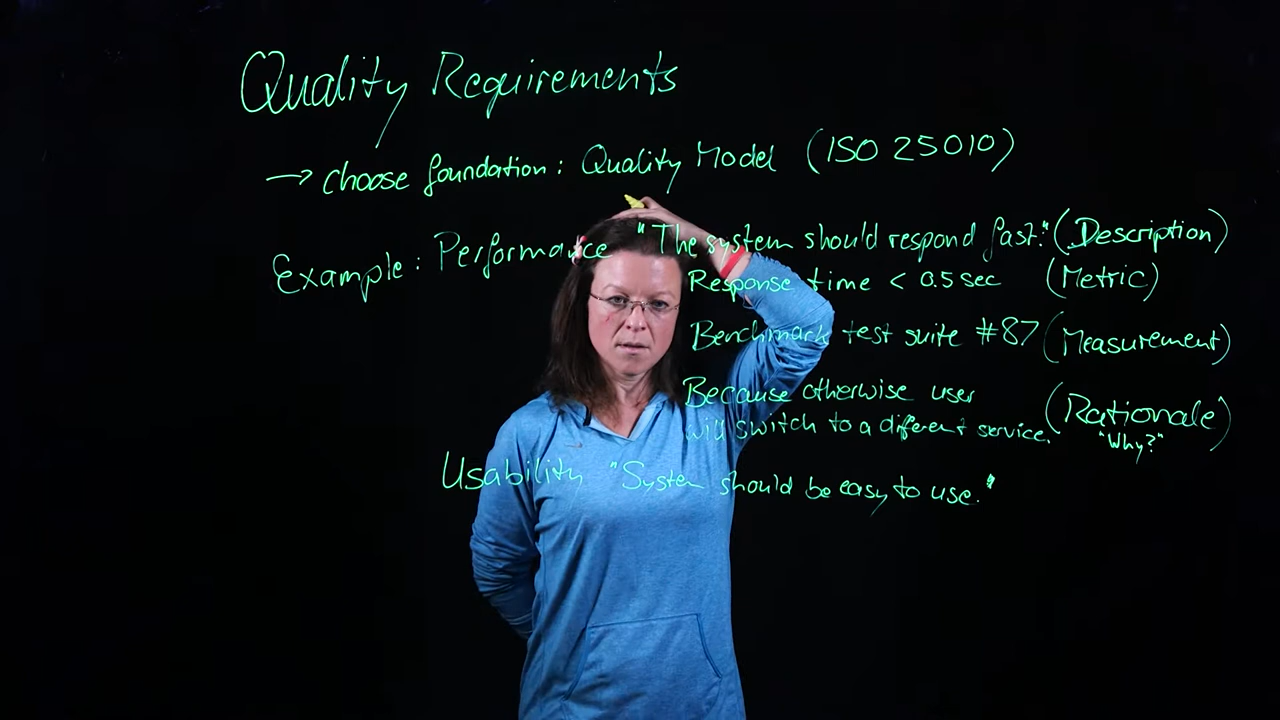 Quality Requirements
→ choose foundation: Quality Model (ISO 25010)
Example: Performance "The system should respond fast." (Description)
Response time < 0.5 sec (Metric)
Benchmark test suite #87 (Measurement)
Because otherwise user
will switch to a different service. (Rationale)
"Why?"
Usability "System should be easy to use."